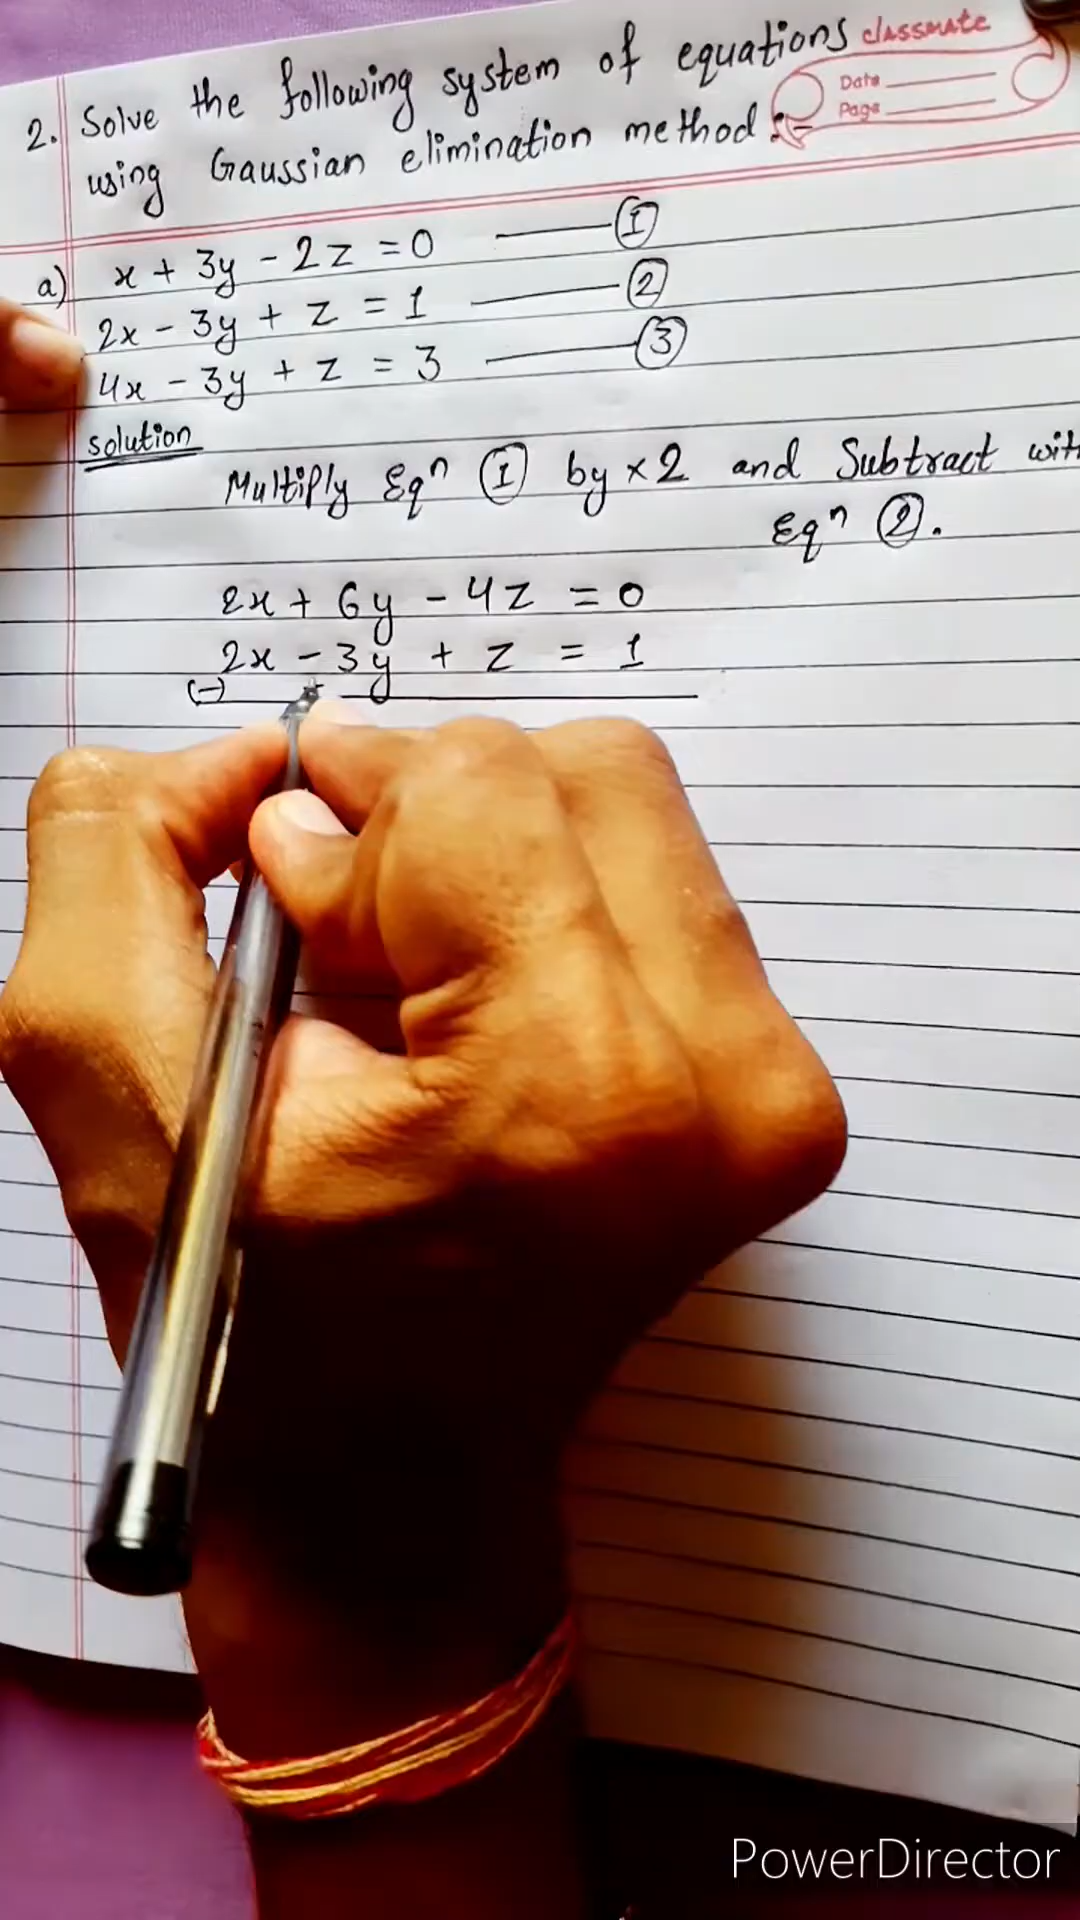 classmate
Date
Page
2. Solve the following system of equations
using Gaussian elimination method :-
a) x + 3y - 2z = 0 ——— ①
2x - 3y + z = 1 ——— ②
4x - 3y + z = 3 ——— ③
solution
Multiply Eqⁿ ① by ×2 and Subtract with
Eqⁿ ②.
2x + 6y - 4z = 0
2x - 3y + z = 1
(-) +
PowerDirector